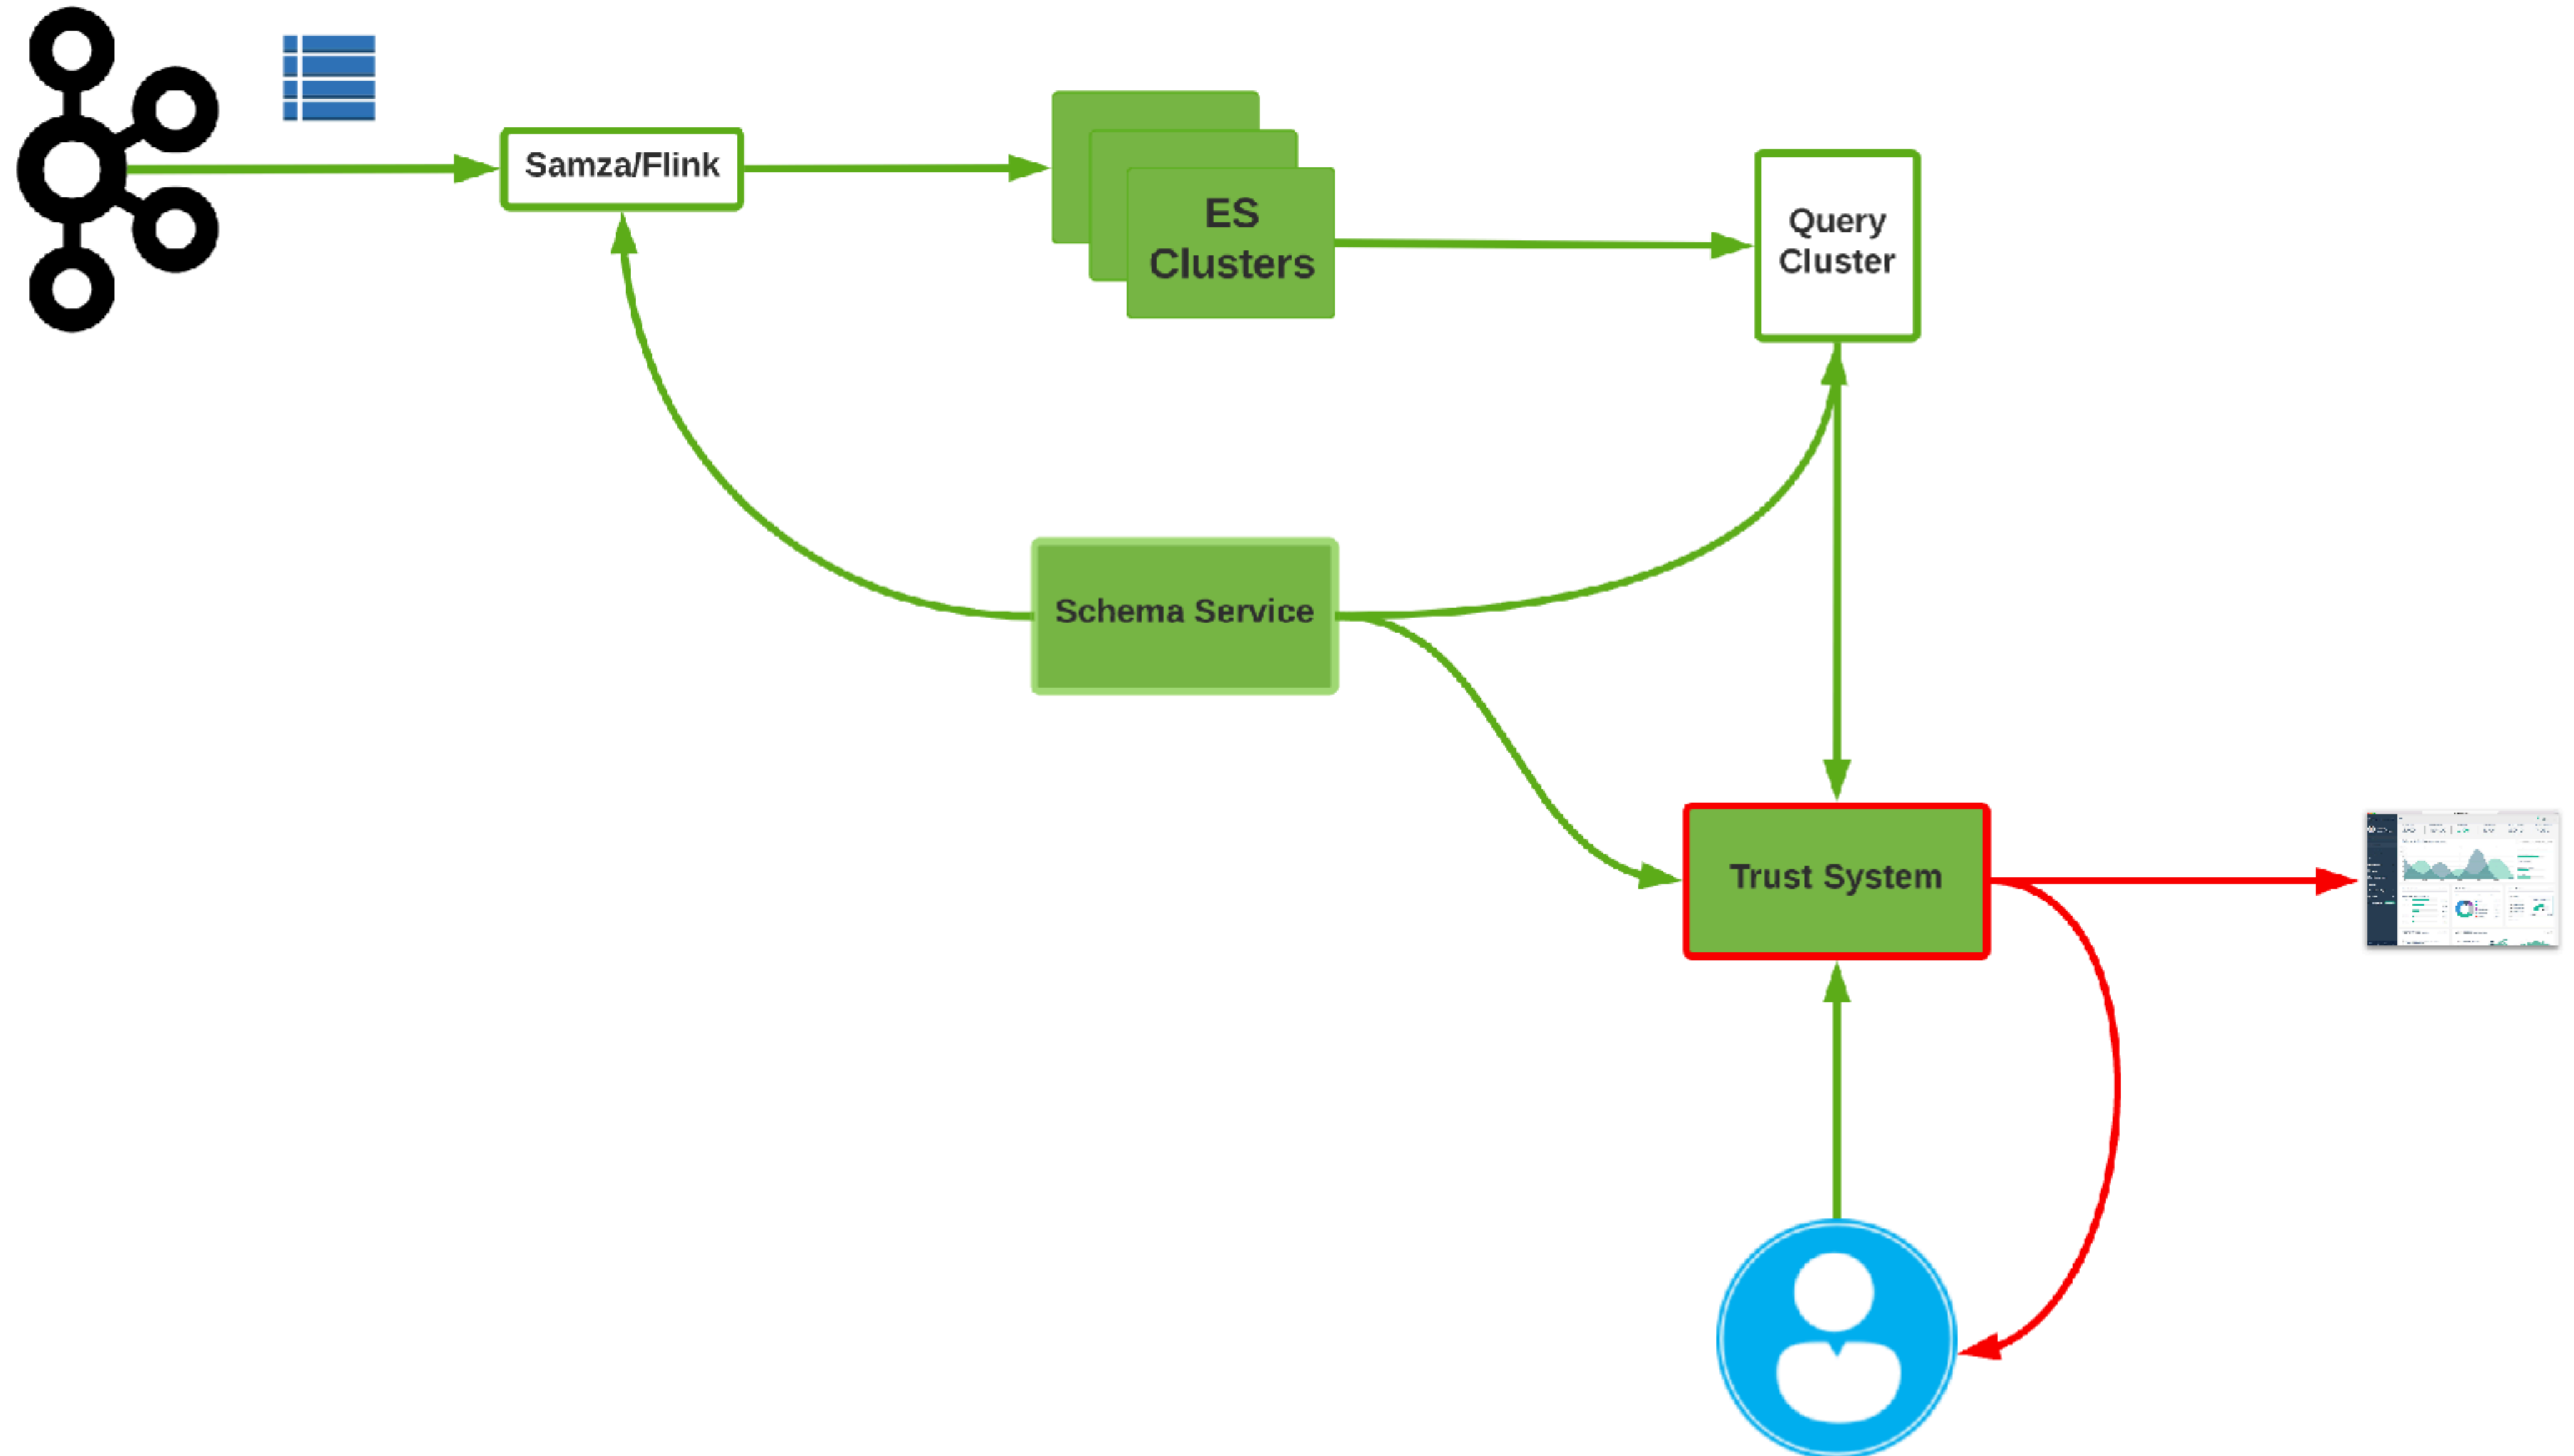 Samza/Flink
ES
Clusters
Query
Cluster
Schema Service
Trust System